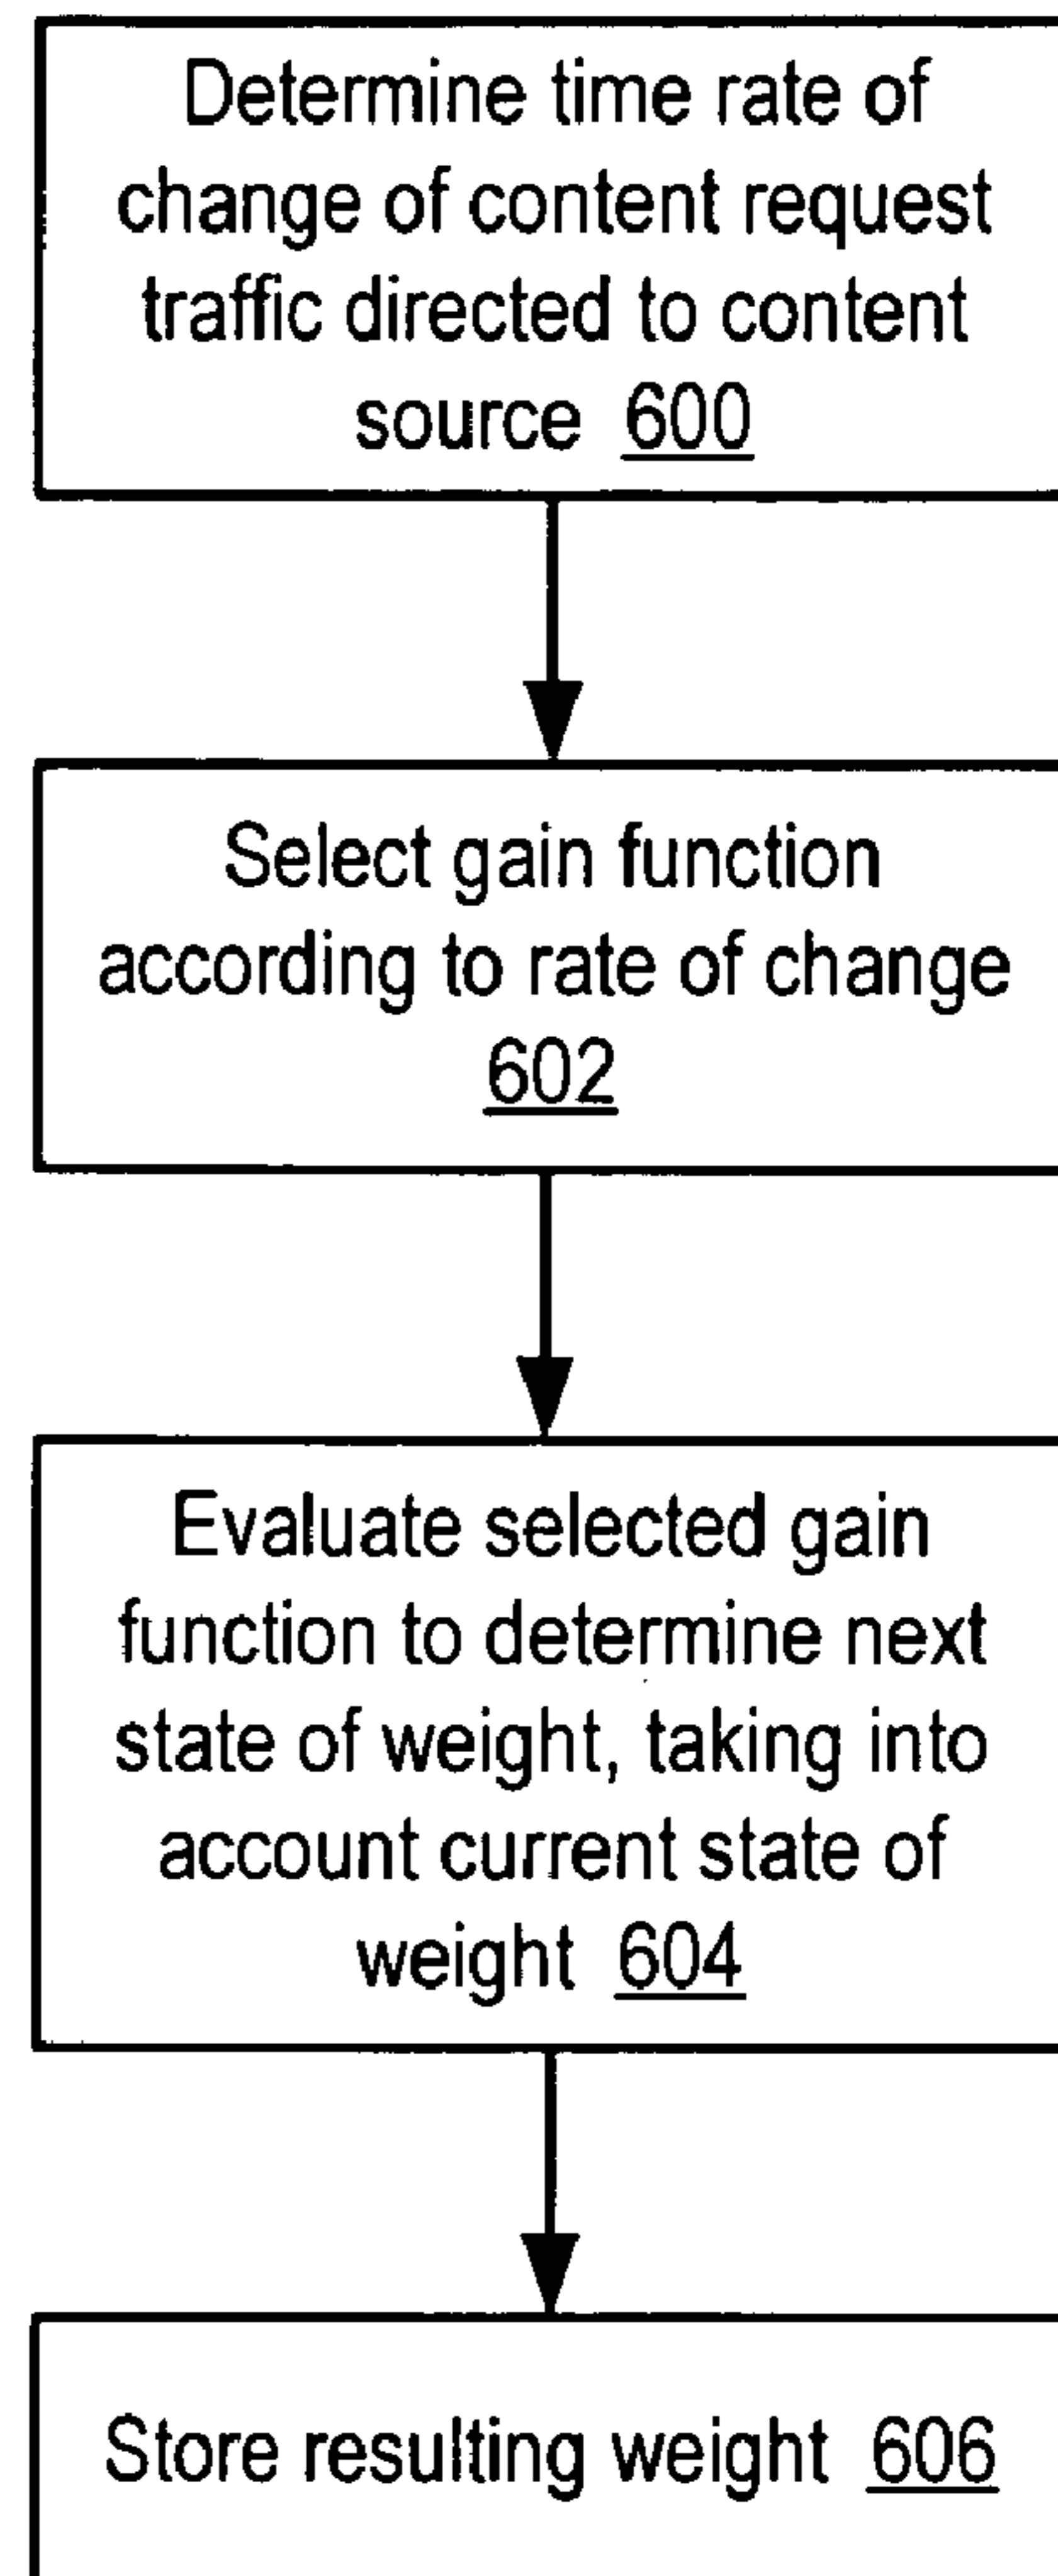 Determine time rate of
change of content request
traffic directed to content
source 600
Select gain function
according to rate of change
602
Evaluate selected gain
function to determine next
state of weight, taking into
account current state of
weight 604
Store resulting weight 606